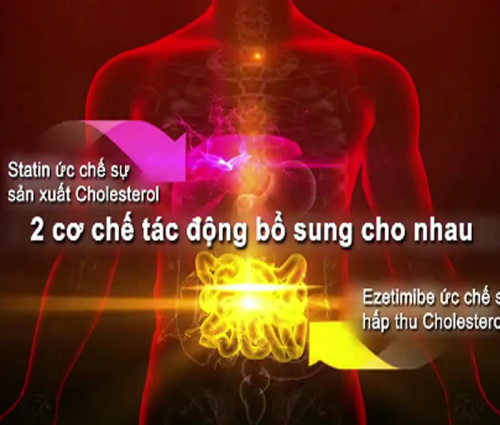 Statin ức chế sự
sản xuất Cholesterol
2 cơ chế tác động bổ sung cho nhau
Ezetimibe ức chế
hấp thu